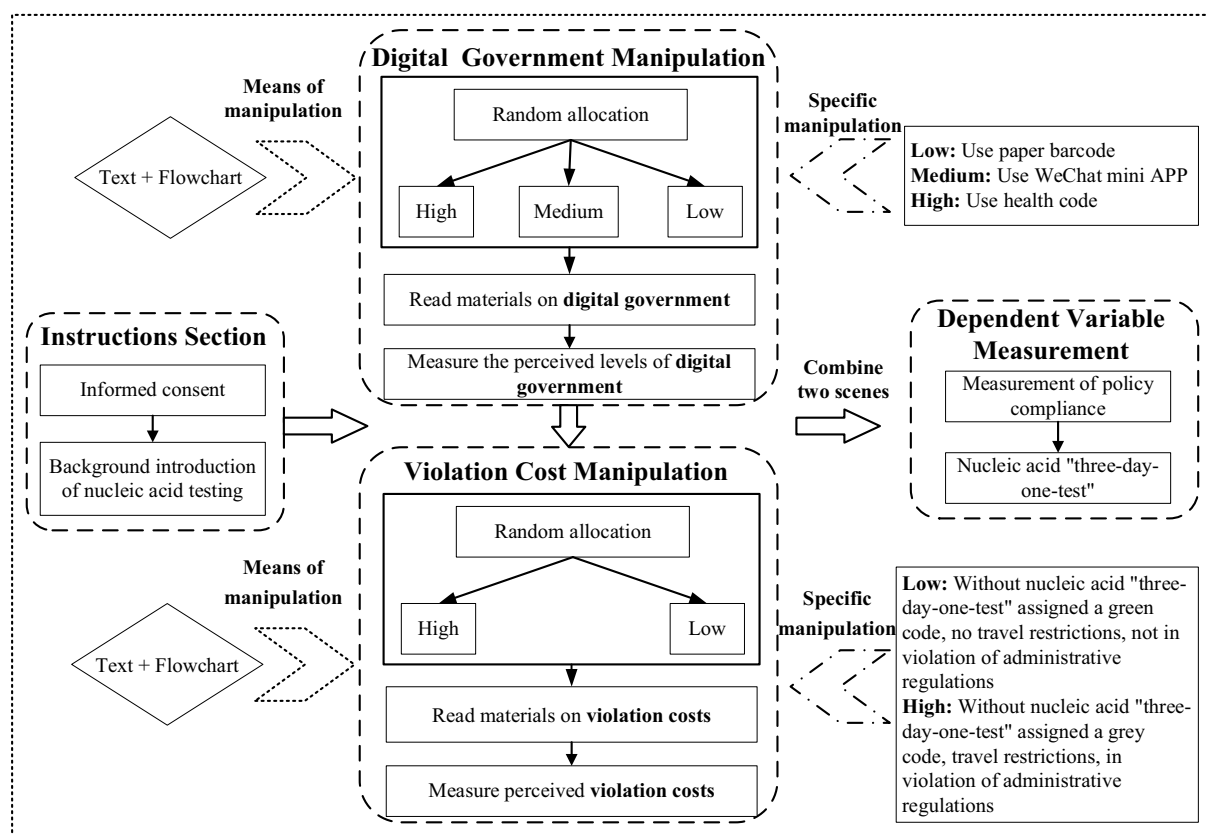 Digital Government Manipulation
Means of
manipulation
Text + Flowchart
Random allocation
High
Medium
Low
Read materials on digital government
Measure the perceived levels of digital
government
Specific
manipulation
Low: Use paper barcode
Medium: Use WeChat mini APP
High: Use health code
Instructions Section
Informed consent
Background introduction
of nucleic acid testing
Combine
two scenes
Dependent Variable
Measurement
Measurement of policy
compliance
Nucleic acid "three-day-
one-test"
Violation Cost Manipulation
Means of
manipulation
Text + Flowchart
Random allocation
High
Low
Read materials on violation costs
Measure perceived violation costs
Specific
manipulation
Low: Without nucleic acid "three-
day-one-test" assigned a green
code, no travel restrictions, not in
violation of administrative
regulations
High: Without nucleic acid "three-
day-one-test" assigned a grey
code, travel restrictions, in
violation of administrative
regulations